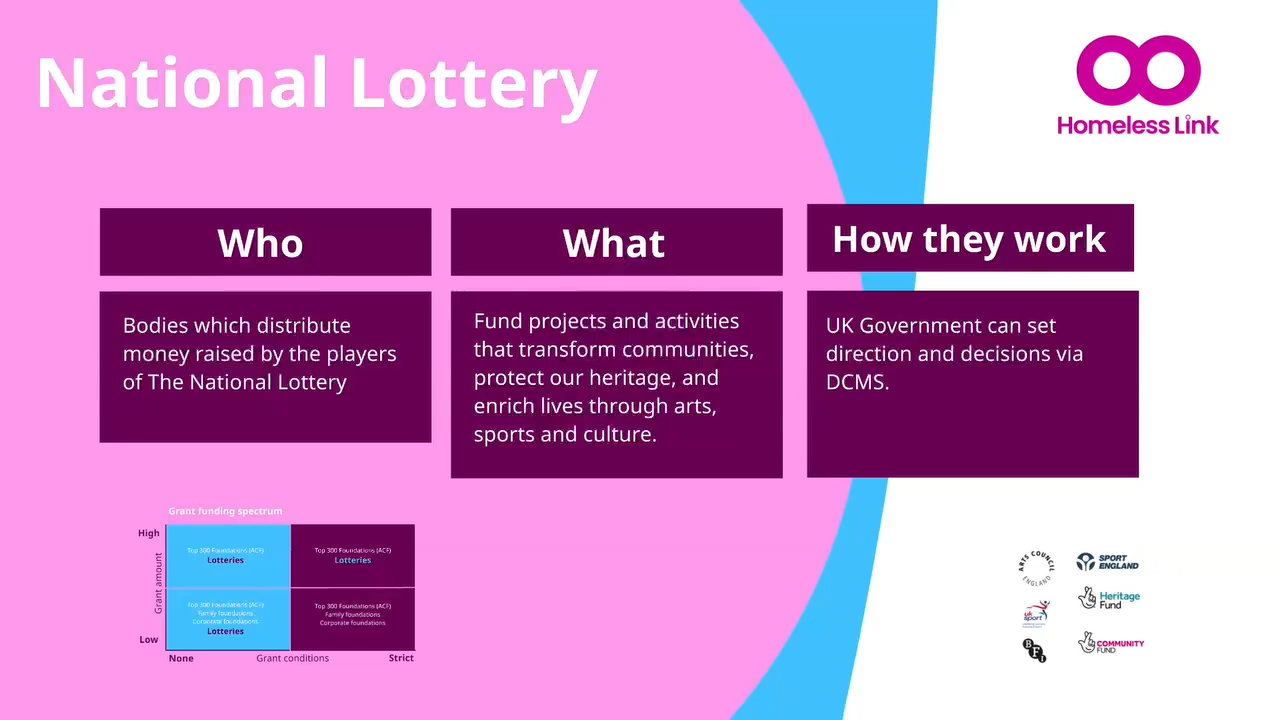 National Lottery
Homeless Link
Who
What
How they work
Bodies which distribute
money raised by the players
of The National Lottery
Fund projects and activities
that transform communities,
protect our heritage, and
enrich lives through arts,
sports and culture.
UK Government can set
direction and decisions via
DCMS.
Grant funding spectrum
High
Grant amount
Low
Top 300 Foundations (ACF)
Lotteries
Top 300 Foundations (ACF)
Lotteries
Top 300 Foundations (ACF)
Family foundations
Corporate foundations
Lotteries
Top 300 Foundations (ACF)
Family foundations
Corporate foundations
None
Grant conditions
Strict
ARTS COUNCIL
ENGLAND
SPORT
ENGLAND
uk
sport
Heritage
Fund
BFI
COMMUNITY
FUND